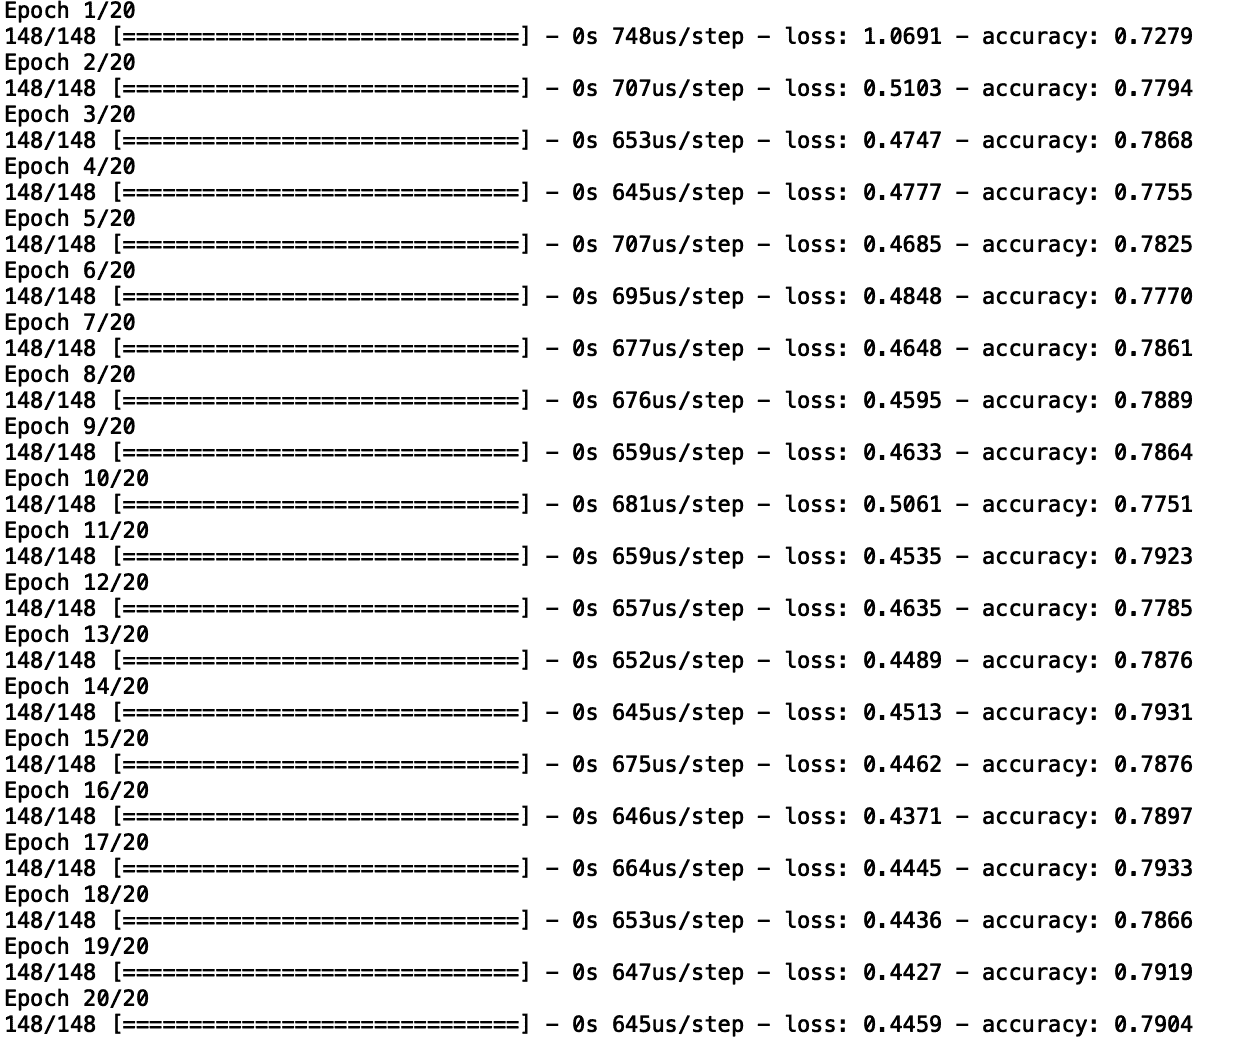 Epoch 1/20
148/148 [==============================] - 0s 748us/step - loss: 1.0691 - accuracy: 0.7279
Epoch 2/20
148/148 [==============================] - 0s 707us/step - loss: 0.5103 - accuracy: 0.7794
Epoch 3/20
148/148 [==============================] - 0s 653us/step - loss: 0.4747 - accuracy: 0.7868
Epoch 4/20
148/148 [==============================] - 0s 645us/step - loss: 0.4777 - accuracy: 0.7755
Epoch 5/20
148/148 [==============================] - 0s 707us/step - loss: 0.4685 - accuracy: 0.7825
Epoch 6/20
148/148 [==============================] - 0s 695us/step - loss: 0.4848 - accuracy: 0.7770
Epoch 7/20
148/148 [==============================] - 0s 677us/step - loss: 0.4648 - accuracy: 0.7861
Epoch 8/20
148/148 [==============================] - 0s 676us/step - loss: 0.4595 - accuracy: 0.7889
Epoch 9/20
148/148 [==============================] - 0s 659us/step - loss: 0.4633 - accuracy: 0.7864
Epoch 10/20
148/148 [==============================] - 0s 681us/step - loss: 0.5061 - accuracy: 0.7751
Epoch 11/20
148/148 [==============================] - 0s 659us/step - loss: 0.4535 - accuracy: 0.7923
Epoch 12/20
148/148 [==============================] - 0s 657us/step - loss: 0.4635 - accuracy: 0.7785
Epoch 13/20
148/148 [==============================] - 0s 652us/step - loss: 0.4489 - accuracy: 0.7876
Epoch 14/20
148/148 [==============================] - 0s 645us/step - loss: 0.4513 - accuracy: 0.7931
Epoch 15/20
148/148 [==============================] - 0s 675us/step - loss: 0.4462 - accuracy: 0.7876
Epoch 16/20
148/148 [==============================] - 0s 646us/step - loss: 0.4371 - accuracy: 0.7897
Epoch 17/20
148/148 [==============================] - 0s 664us/step - loss: 0.4445 - accuracy: 0.7933
Epoch 18/20
148/148 [==============================] - 0s 653us/step - loss: 0.4436 - accuracy: 0.7866
Epoch 19/20
148/148 [==============================] - 0s 647us/step - loss: 0.4427 - accuracy: 0.7919
Epoch 20/20
148/148 [==============================] - 0s 645us/step - loss: 0.4459 - accuracy: 0.7904